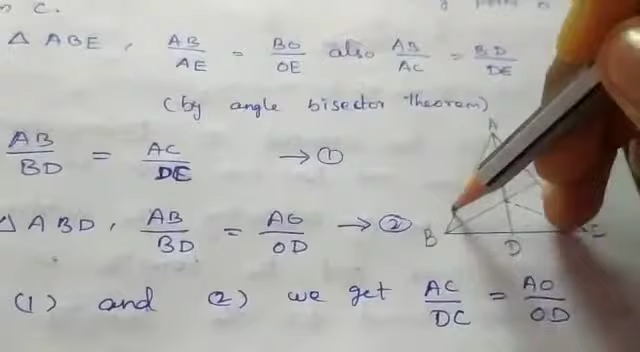 C.
△ ABE, AB/AE = BO/OE also AB/AC = BD/DE
(by angle bisector Theorem)
AB/BD = AC/DE → ①
△ ABD, AB/BD = AO/OD → ②
(1) and (2) we get AC/DC = AO/OD
A
B
D